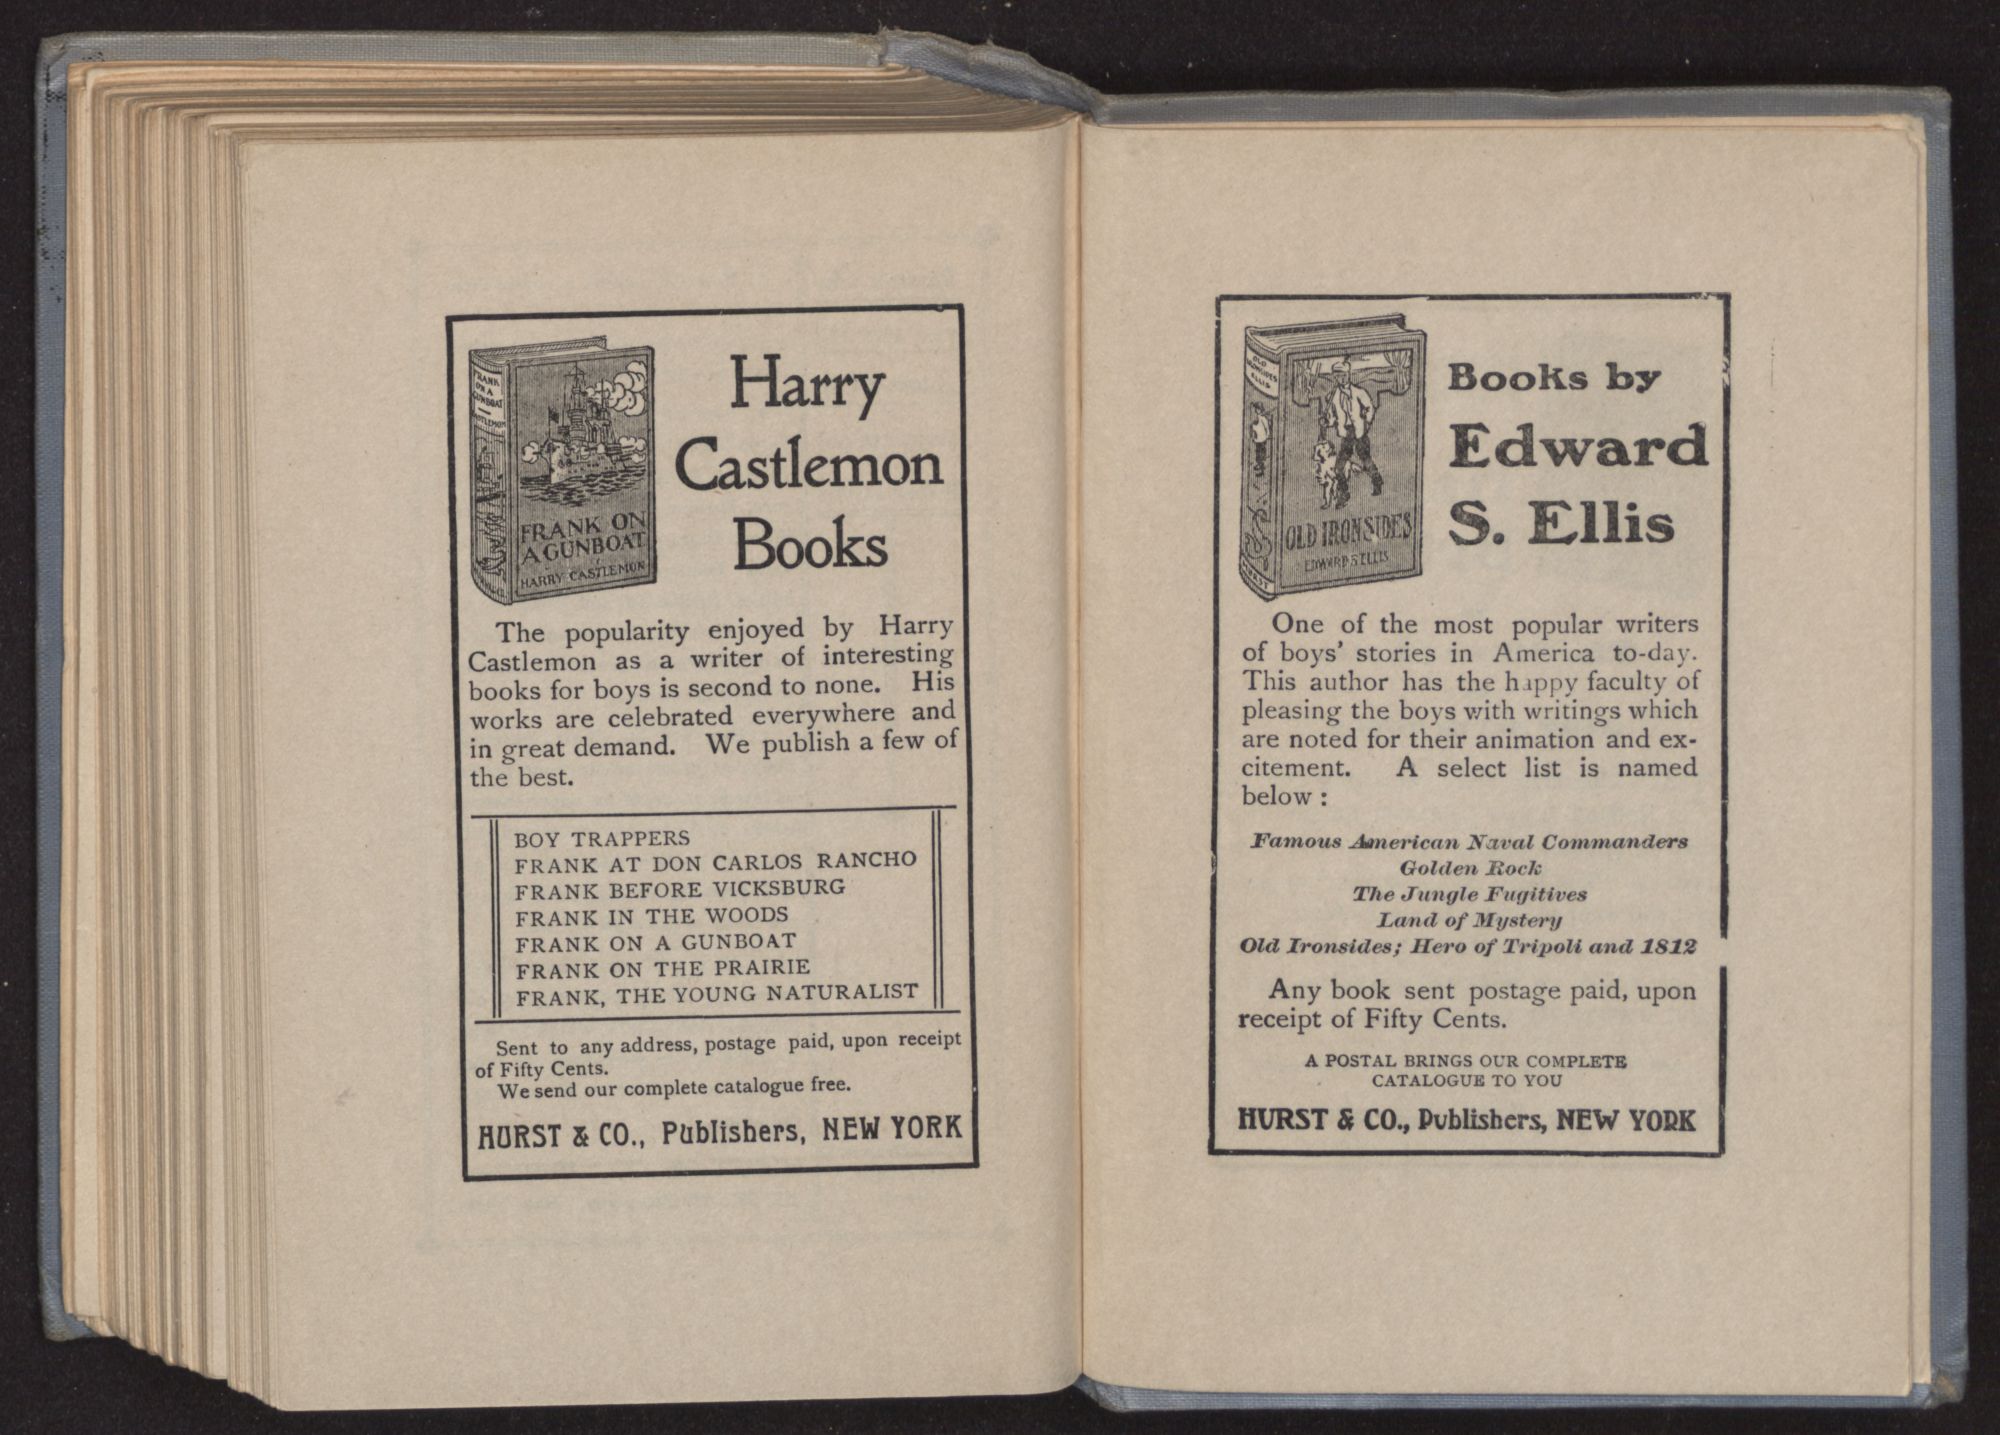 FRANK
ON A
GUNBOAT
CASTLEMON
FRANK ON
A GUNBOAT
HARRY CASTLEMON
Harry
Castlemon
Books
The popularity enjoyed by Harry
Castlemon as a writer of interesting
books for boys is second to none. His
works are celebrated everywhere and
in great demand. We publish a few of
the best.
BOY TRAPPERS
FRANK AT DON CARLOS RANCHO
FRANK BEFORE VICKSBURG
FRANK IN THE WOODS
FRANK ON A GUNBOAT
FRANK ON THE PRAIRIE
FRANK, THE YOUNG NATURALIST
Sent to any address, postage paid, upon receipt
of Fifty Cents.
We send our complete catalogue free.
HURST & CO., Publishers, NEW YORK
OLD
IRONSIDES
ELLIS
HURST
OLD IRONSIDES
EDWARD S ELLIS
Books by
Edward
S. Ellis
One of the most popular writers
of boys' stories in America to-day.
This author has the happy faculty of
pleasing the boys with writings which
are noted for their animation and ex-
citement. A select list is named
below :
Famous American Naval Commanders
Golden Rock
The Jungle Fugitives
Land of Mystery
Old Ironsides; Hero of Tripoli and 1812
Any book sent postage paid, upon
receipt of Fifty Cents.
A POSTAL BRINGS OUR COMPLETE
CATALOGUE TO YOU
HURST & CO., Publishers, NEW YORK